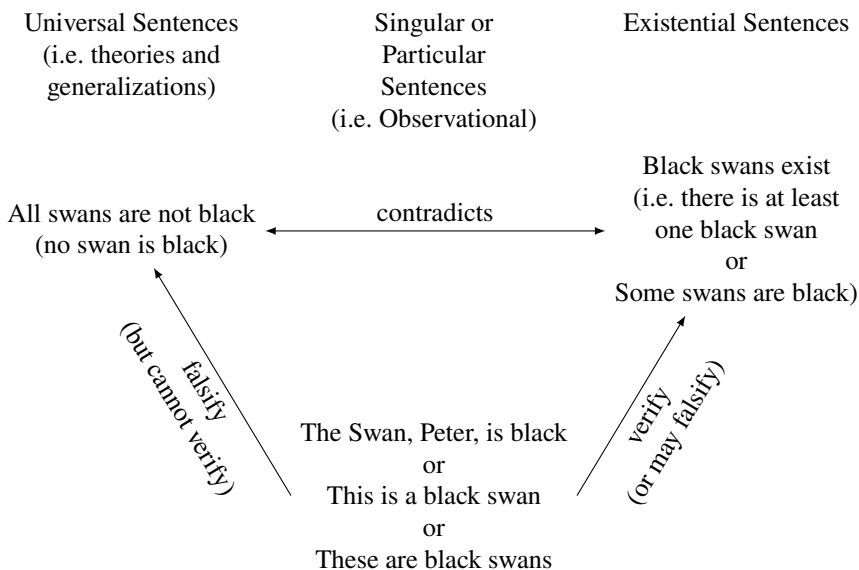 Universal Sentences
(i.e. theories and
generalizations)
Singular or
Particular
Sentences
(i.e. Observational)
Existential Sentences
All swans are not black
(no swan is black)
contradicts
Black swans exist
(i.e. there is at least
one black swan
or
Some swans are black)
falsify
(but cannot verify)
verify
(or may falsify)
The Swan, Peter, is black
or
This is a black swan
or
These are black swans